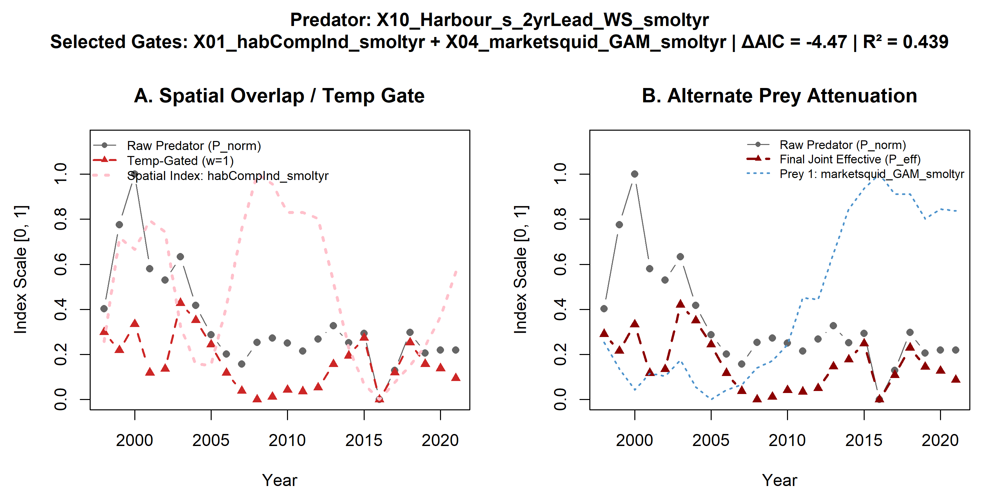 Predator: X10_Harbour_s_2yrLead_WS_smoltyr
Selected Gates: X01_habCompInd_smoltyr + X04_marketsquid_GAM_smoltyr | ΔAIC = -4.47 | R² = 0.439
A. Spatial Overlap / Temp Gate
Raw Predator (P_norm)
Temp-Gated (w=1)
Spatial Index: habCompInd_smoltyr
Index Scale [0, 1]
1.0
0.8
0.6
0.4
0.2
0.0
2000 2005 2010 2015 2020
Year
B. Alternate Prey Attenuation
Raw Predator (P_norm)
Final Joint Effective (P_eff)
Prey 1: marketsquid_GAM_smoltyr
Index Scale [0, 1]
1.0
0.8
0.6
0.4
0.2
0.0
2000 2005 2010 2015 2020
Year